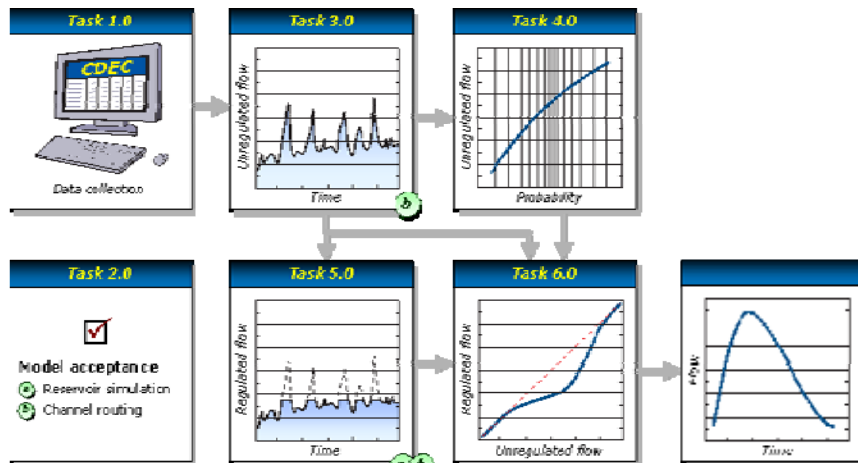 Task 1.0
CDEC
Data collection
Task 3.0
Unregulated flow
Time
b
Task 4.0
Unregulated flow
Probability
Task 2.0
Model acceptance
a Reservoir simulation
b Channel routing
Task 5.0
Regulated flow
Time
Task 6.0
Regulated flow
Unregulated flow
Flow
Time